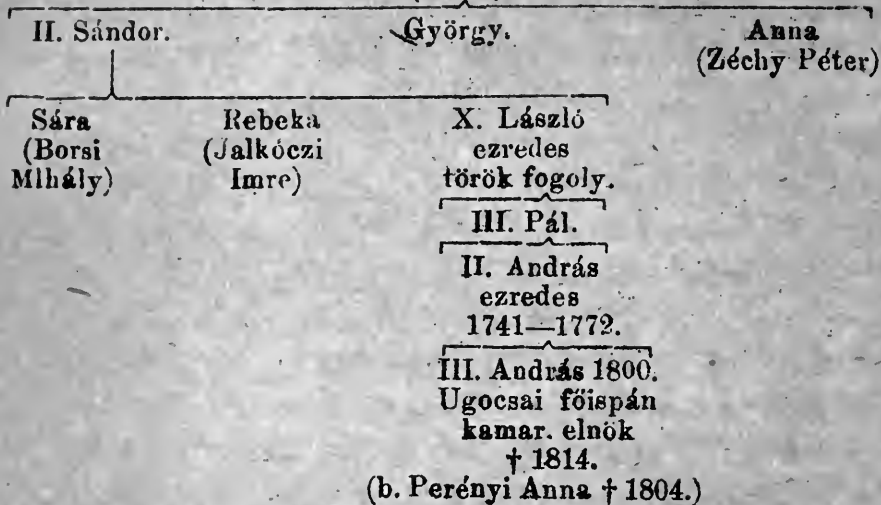 II. Sándor. György. Anna
(Zéchy Péter)
Sára Rebeka X. László
(Borsi (Jalkóczi ezredes
Mihály) Imre) török fogoly.
III. Pál.
II. András
ezredes
1741—1772.
III. András 1800.
Ugocsai főispán
kamar. elnök
† 1814.
(b. Perényi Anna † 1804.)